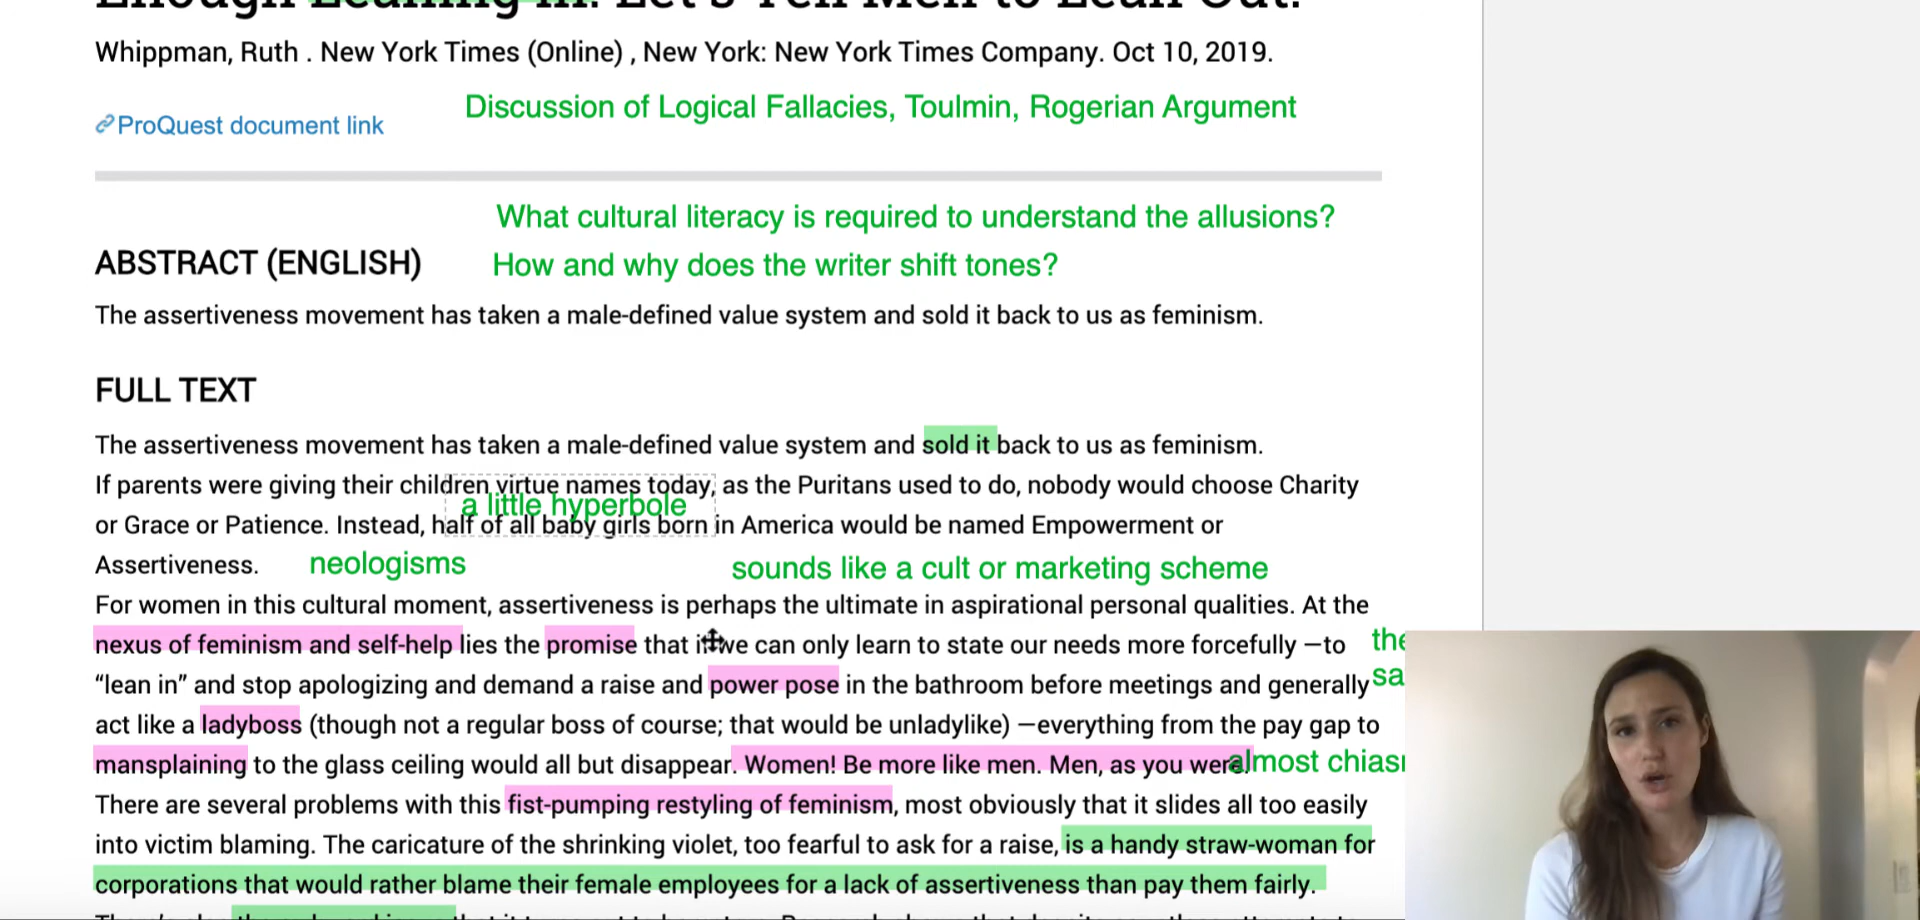 Enough Leaning In. Let's Tell Men to Lean Out.
Whippman, Ruth . New York Times (Online) , New York: New York Times Company. Oct 10, 2019.
Discussion of Logical Fallacies, Toulmin, Rogerian Argument
ProQuest document link
What cultural literacy is required to understand the allusions?
ABSTRACT (ENGLISH)
How and why does the writer shift tones?
The assertiveness movement has taken a male-defined value system and sold it back to us as feminism.
FULL TEXT
The assertiveness movement has taken a male-defined value system and sold it back to us as feminism.
If parents were giving their children virtue names today, as the Puritans used to do, nobody would choose Charity
a little hyperbole
or Grace or Patience. Instead, half of all baby girls born in America would be named Empowerment or
Assertiveness.
neologisms
sounds like a cult or marketing scheme
For women in this cultural moment, assertiveness is perhaps the ultimate in aspirational personal qualities. At the
nexus of feminism and self-help lies the promise that if we can only learn to state our needs more forcefully —to
the
“lean in” and stop apologizing and demand a raise and power pose in the bathroom before meetings and generally
sa
act like a ladyboss (though not a regular boss of course; that would be unladylike) —everything from the pay gap to
mansplaining to the glass ceiling would all but disappear. Women! Be more like men. Men, as you were.
almost chias
There are several problems with this fist-pumping restyling of feminism, most obviously that it slides all too easily
into victim blaming. The caricature of the shrinking violet, too fearful to ask for a raise, is a handy straw-woman for
corporations that would rather blame their female employees for a lack of assertiveness than pay them fairly.